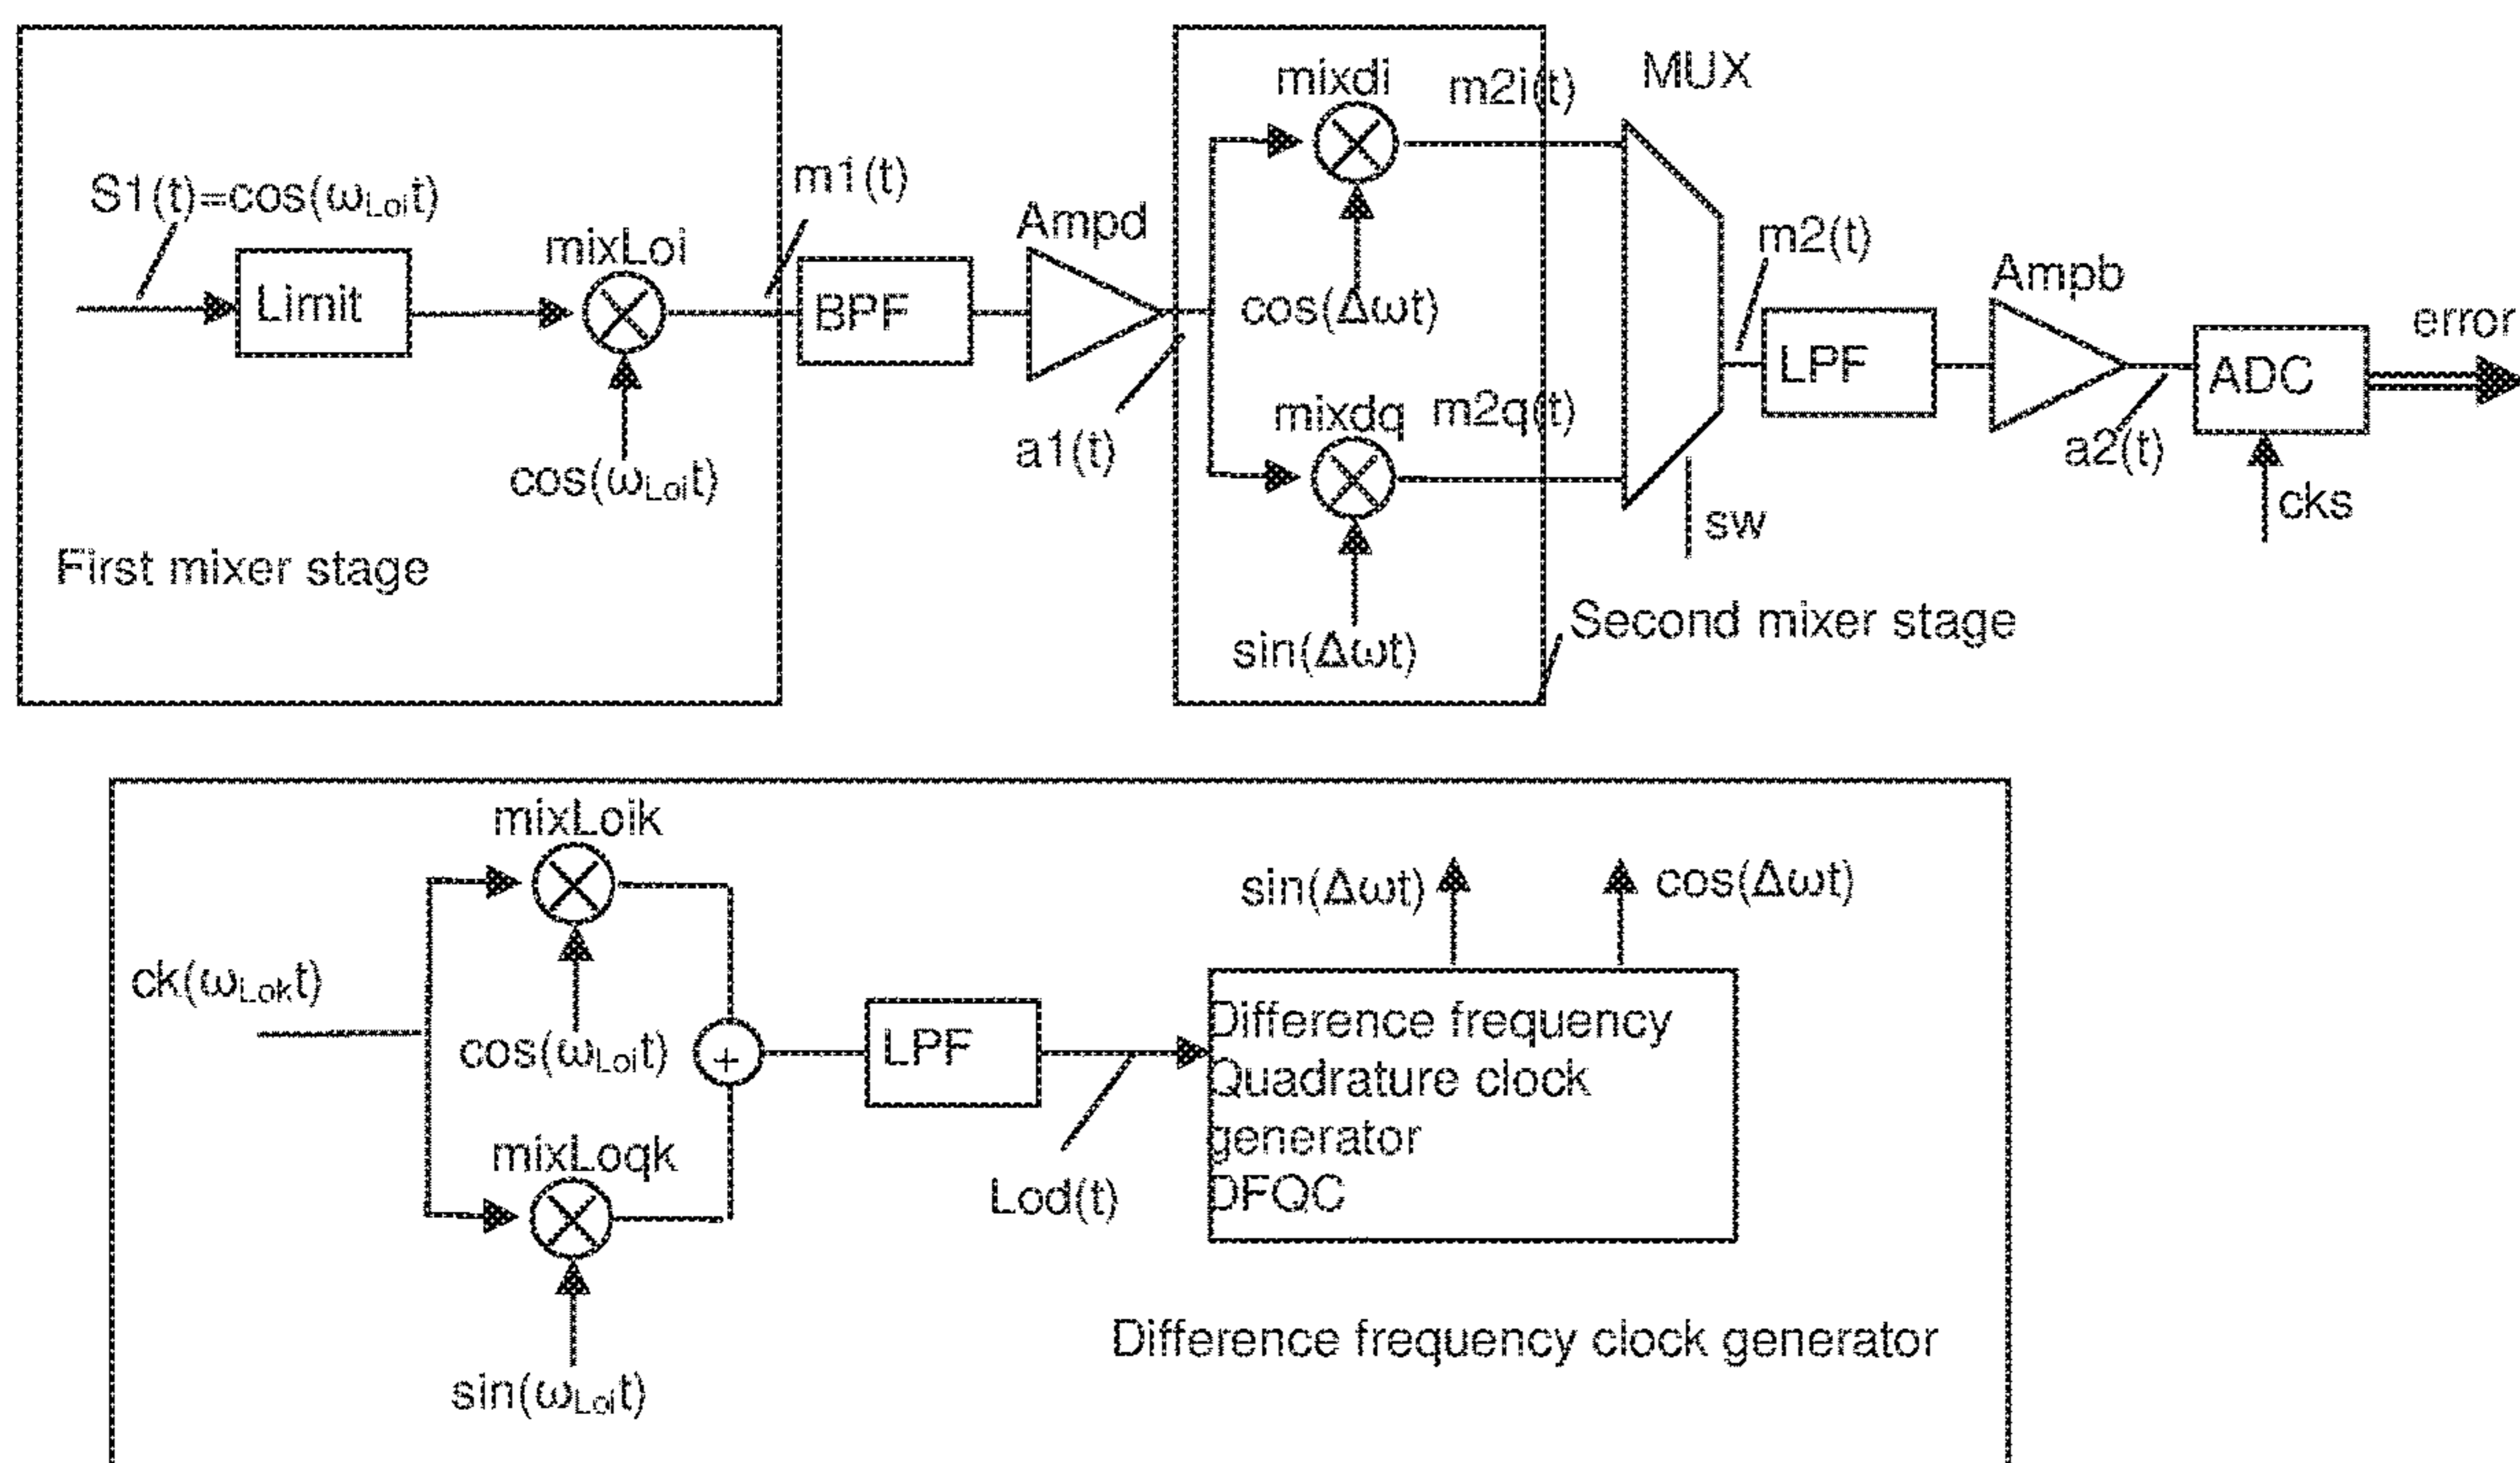 mixdi
m2i(t)
MUX
S1(t)=cos(ωLoit)
m1(t)
mixLoi
Ampd
m2(t)
Limit
BPF
cos(Δωt)
Ampb
error
LPF
ADC
mixdq
m2q(t)
a1(t)
a2(t)
cos(ωLoit)
sw
cks
First mixer stage
Second mixer stage
sin(Δωt)
mixLoik
sin(Δωt)
cos(Δωt)
ck(ωLokt)
cos(ωLoit)
+
LPF
Difference frequency
Quadrature clock
generator
DFQC
mixLoqk
Lod(t)
Difference frequency clock generator
sin(ωLoit)